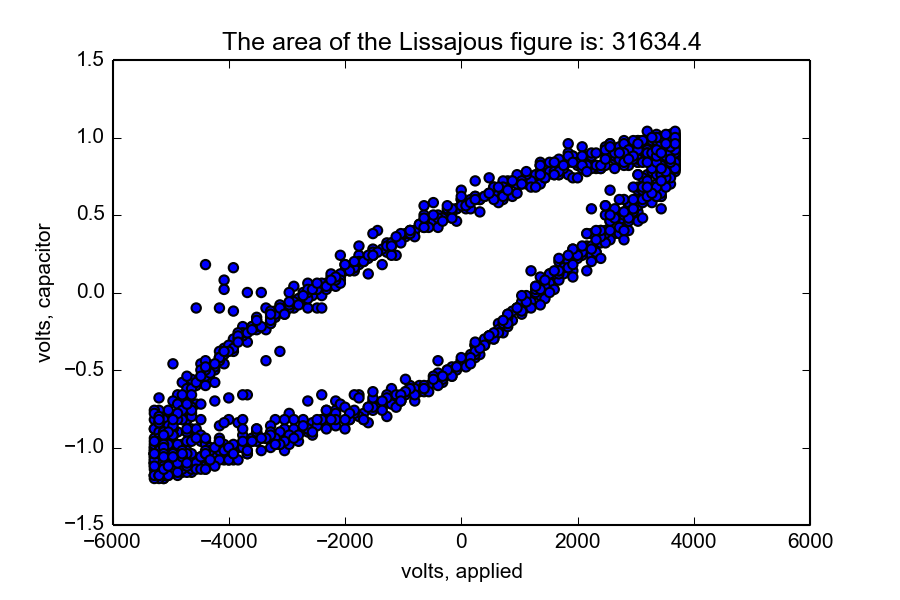 The area of the Lissajous figure is: 31634.4
1.5
1.0
0.5
0.0
−0.5
−1.0
−1.5
volts, capacitor
−6000 −4000 −2000 0 2000 4000 6000
volts, applied